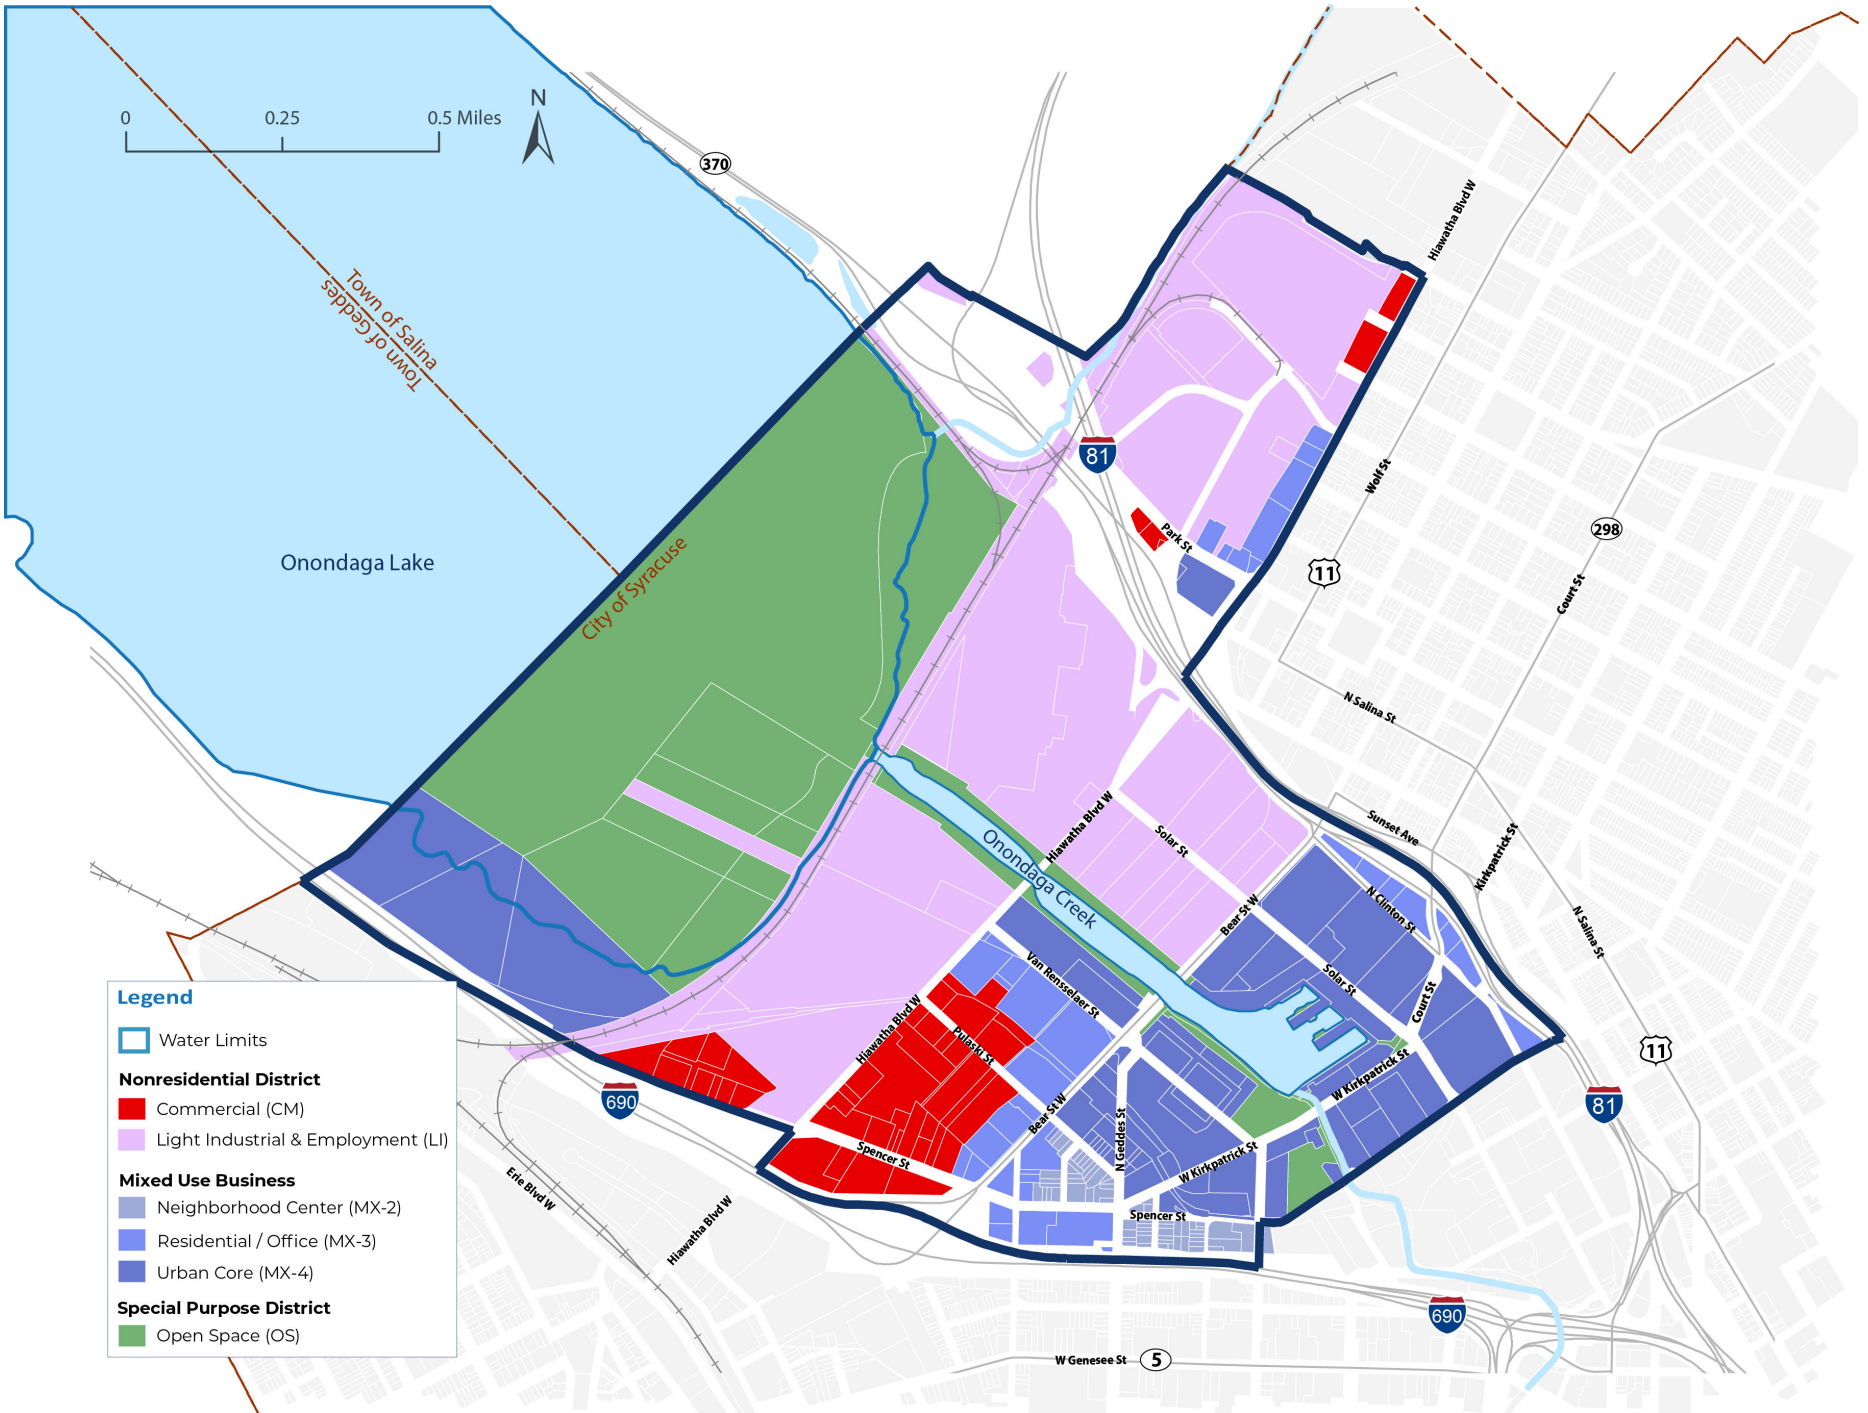 N
0 0.25 0.5 Miles
370
Hiawatha Blvd W
Town of Salina
Town of Geddes
81
Wolf St
298
Park St
Onondaga Lake
City of Syracuse
11
Court St
N Salina St
Hiawatha Blvd W
Solar St
Sunset Ave
Kirkpatrick St
Onondaga Creek
Bear St W
N Clinton St
N Salina St
Van Rensselaer St
Solar St
Court St
Hiawatha Blvd W
Pulaski St
11
W Kirkpatrick St
690
81
Bear St W
N Geddes St
Spencer St
W Kirkpatrick St
Erie Blvd W
Hiawatha Blvd W
Spencer St
690
W Genesee St
5
Legend
Water Limits
Nonresidential District
Commercial (CM)
Light Industrial & Employment (LI)
Mixed Use Business
Neighborhood Center (MX-2)
Residential / Office (MX-3)
Urban Core (MX-4)
Special Purpose District
Open Space (OS)